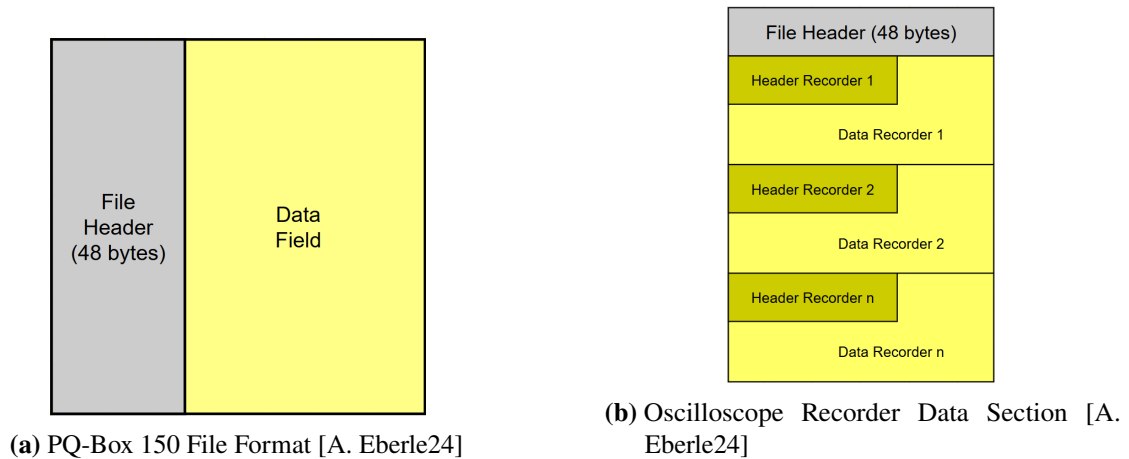 File
Header
(48 bytes)
Data
Field
(a) PQ-Box 150 File Format [A. Eberle24]
File Header (48 bytes)
Header Recorder 1
Data Recorder 1
Header Recorder 2
Data Recorder 2
Header Recorder n
Data Recorder n
(b) Oscilloscope Recorder Data Section [A.
Eberle24]